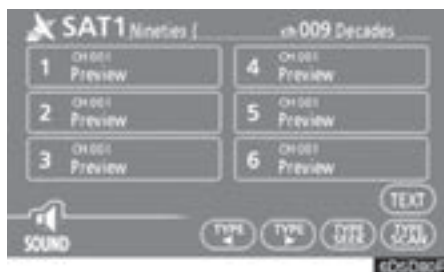 SAT1 Nineties ( ch 009 Decades
1 CH 001 Preview
4 CH 001 Preview
2 CH 001 Preview
5 CH 001 Preview
3 CH 001 Preview
6 CH 001 Preview
TEXT
SOUND
TYPE
TYPE
TYPE SEEK
TYPE SCAN